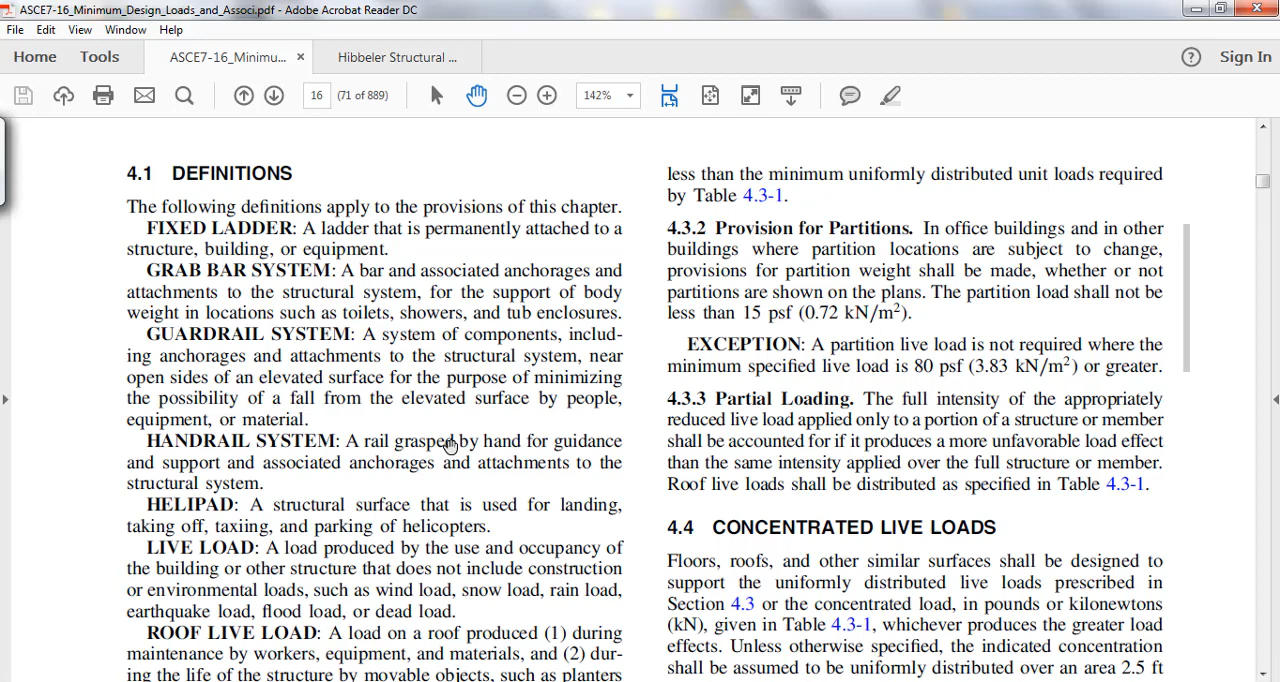 ASCE7-16_Minimum_Design_Loads_and_Associ.pdf - Adobe Acrobat Reader DC
File Edit View Window Help
Home Tools ASCE7-16_Minimu... × Hibbeler Structural ... ? Sign In
16 (71 of 889) 142%
4.1 DEFINITIONS
The following definitions apply to the provisions of this chapter.
FIXED LADDER: A ladder that is permanently attached to a
structure, building, or equipment.
GRAB BAR SYSTEM: A bar and associated anchorages and
attachments to the structural system, for the support of body
weight in locations such as toilets, showers, and tub enclosures.
GUARDRAIL SYSTEM: A system of components, includ-
ing anchorages and attachments to the structural system, near
open sides of an elevated surface for the purpose of minimizing
the possibility of a fall from the elevated surface by people,
equipment, or material.
HANDRAIL SYSTEM: A rail grasped by hand for guidance
and support and associated anchorages and attachments to the
structural system.
HELIPAD: A structural surface that is used for landing,
taking off, taxiing, and parking of helicopters.
LIVE LOAD: A load produced by the use and occupancy of
the building or other structure that does not include construction
or environmental loads, such as wind load, snow load, rain load,
earthquake load, flood load, or dead load.
ROOF LIVE LOAD: A load on a roof produced (1) during
maintenance by workers, equipment, and materials, and (2) dur-
ing the life of the structure by movable objects, such as planters
less than the minimum uniformly distributed unit loads required
by Table 4.3-1.
4.3.2 Provision for Partitions. In office buildings and in other
buildings where partition locations are subject to change,
provisions for partition weight shall be made, whether or not
partitions are shown on the plans. The partition load shall not be
less than 15 psf (0.72 kN/m²).
EXCEPTION: A partition live load is not required where the
minimum specified live load is 80 psf (3.83 kN/m²) or greater.
4.3.3 Partial Loading. The full intensity of the appropriately
reduced live load applied only to a portion of a structure or member
shall be accounted for if it produces a more unfavorable load effect
than the same intensity applied over the full structure or member.
Roof live loads shall be distributed as specified in Table 4.3-1.
4.4 CONCENTRATED LIVE LOADS
Floors, roofs, and other similar surfaces shall be designed to
support the uniformly distributed live loads prescribed in
Section 4.3 or the concentrated load, in pounds or kilonewtons
(kN), given in Table 4.3-1, whichever produces the greater load
effects. Unless otherwise specified, the indicated concentration
shall be assumed to be uniformly distributed over an area 2.5 ft